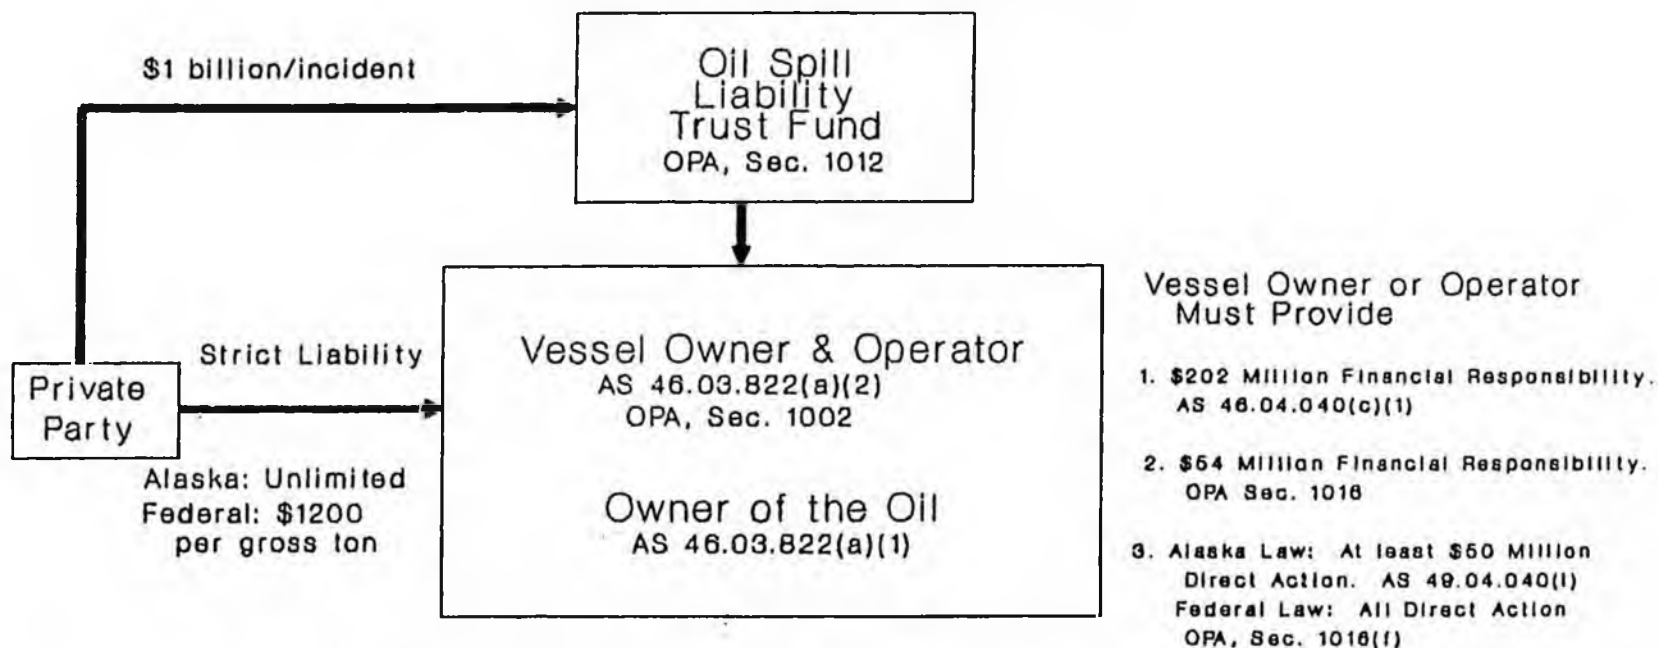 $1 billion/incident
Oil Spill
Liability
Trust Fund
OPA, Sec. 1012
Strict Liability
Private
Party
Alaska: Unlimited
Federal: $1200
per gross ton
Vessel Owner & Operator
AS 46.03.822(a)(2)
OPA, Sec. 1002
Owner of the Oil
AS 46.03.822(a)(1)
Vessel Owner or Operator
Must Provide
1. $202 Million Financial Responsibility.
AS 46.04.040(c)(1)
2. $54 Million Financial Responsibility.
OPA Sec. 1016
3. Alaska Law: At least $50 Million
Direct Action. AS 49.04.040(l)
Federal Law: All Direct Action
OPA, Sec. 1016(f)